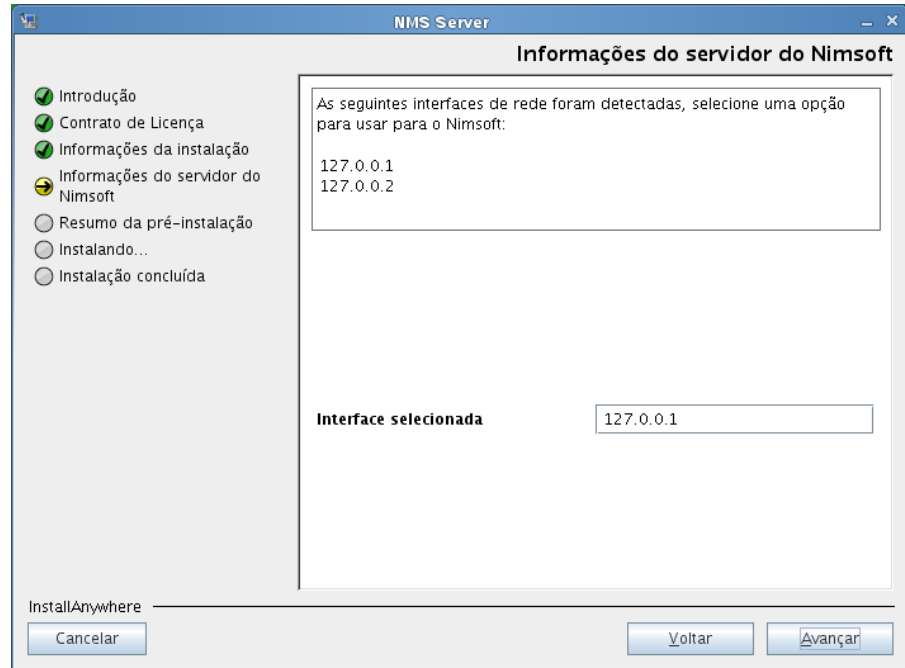 NMS Server
Informações do servidor do Nimsoft
Introdução
Contrato de Licença
Informações da instalação
Informações do servidor do
Nimsoft
Resumo da pré-instalação
Instalando...
Instalação concluída
As seguintes interfaces de rede foram detectadas, selecione uma opção
para usar para o Nimsoft:
127.0.0.1
127.0.0.2
Interface selecionada
127.0.0.1
InstallAnywhere
Cancelar
Voltar
Avançar